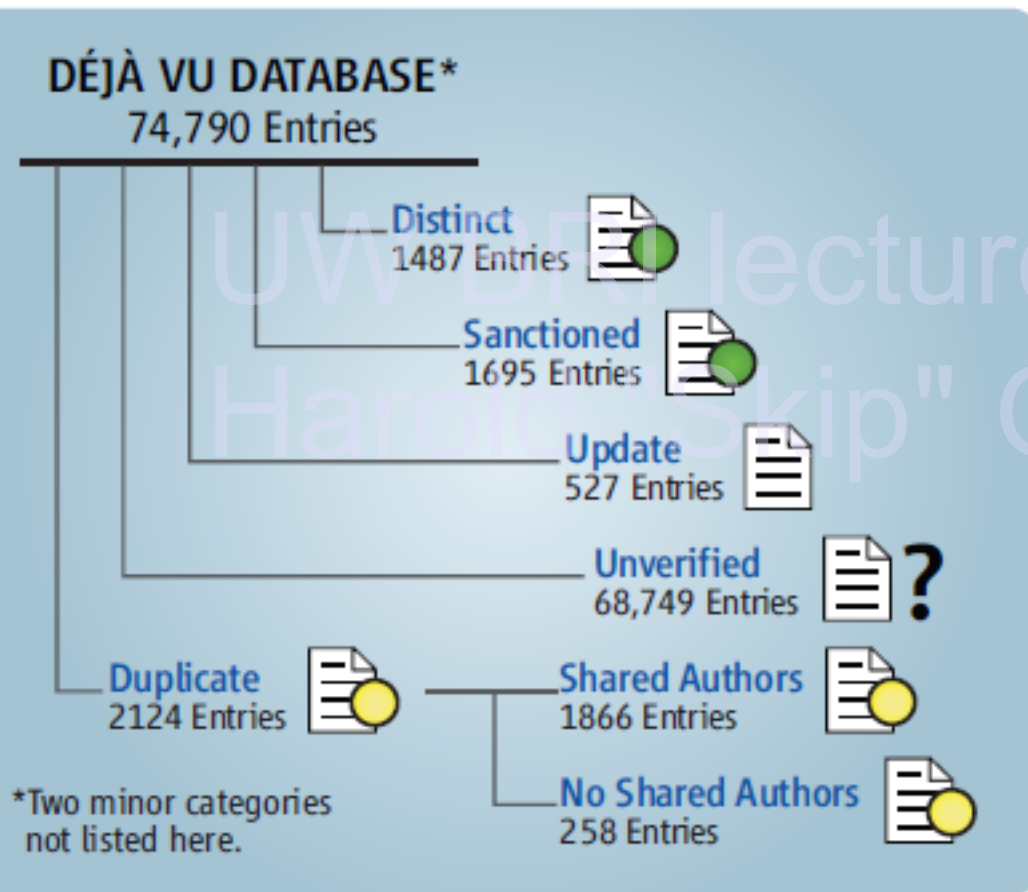 DÉJÀ VU DATABASE*
74,790 Entries
Distinct
1487 Entries
Sanctioned
1695 Entries
Update
527 Entries
Unverified
68,749 Entries
?
Duplicate
2124 Entries
Shared Authors
1866 Entries
No Shared Authors
258 Entries
*Two minor categories
not listed here.
UW BRI lecture
Harold "Skip" G